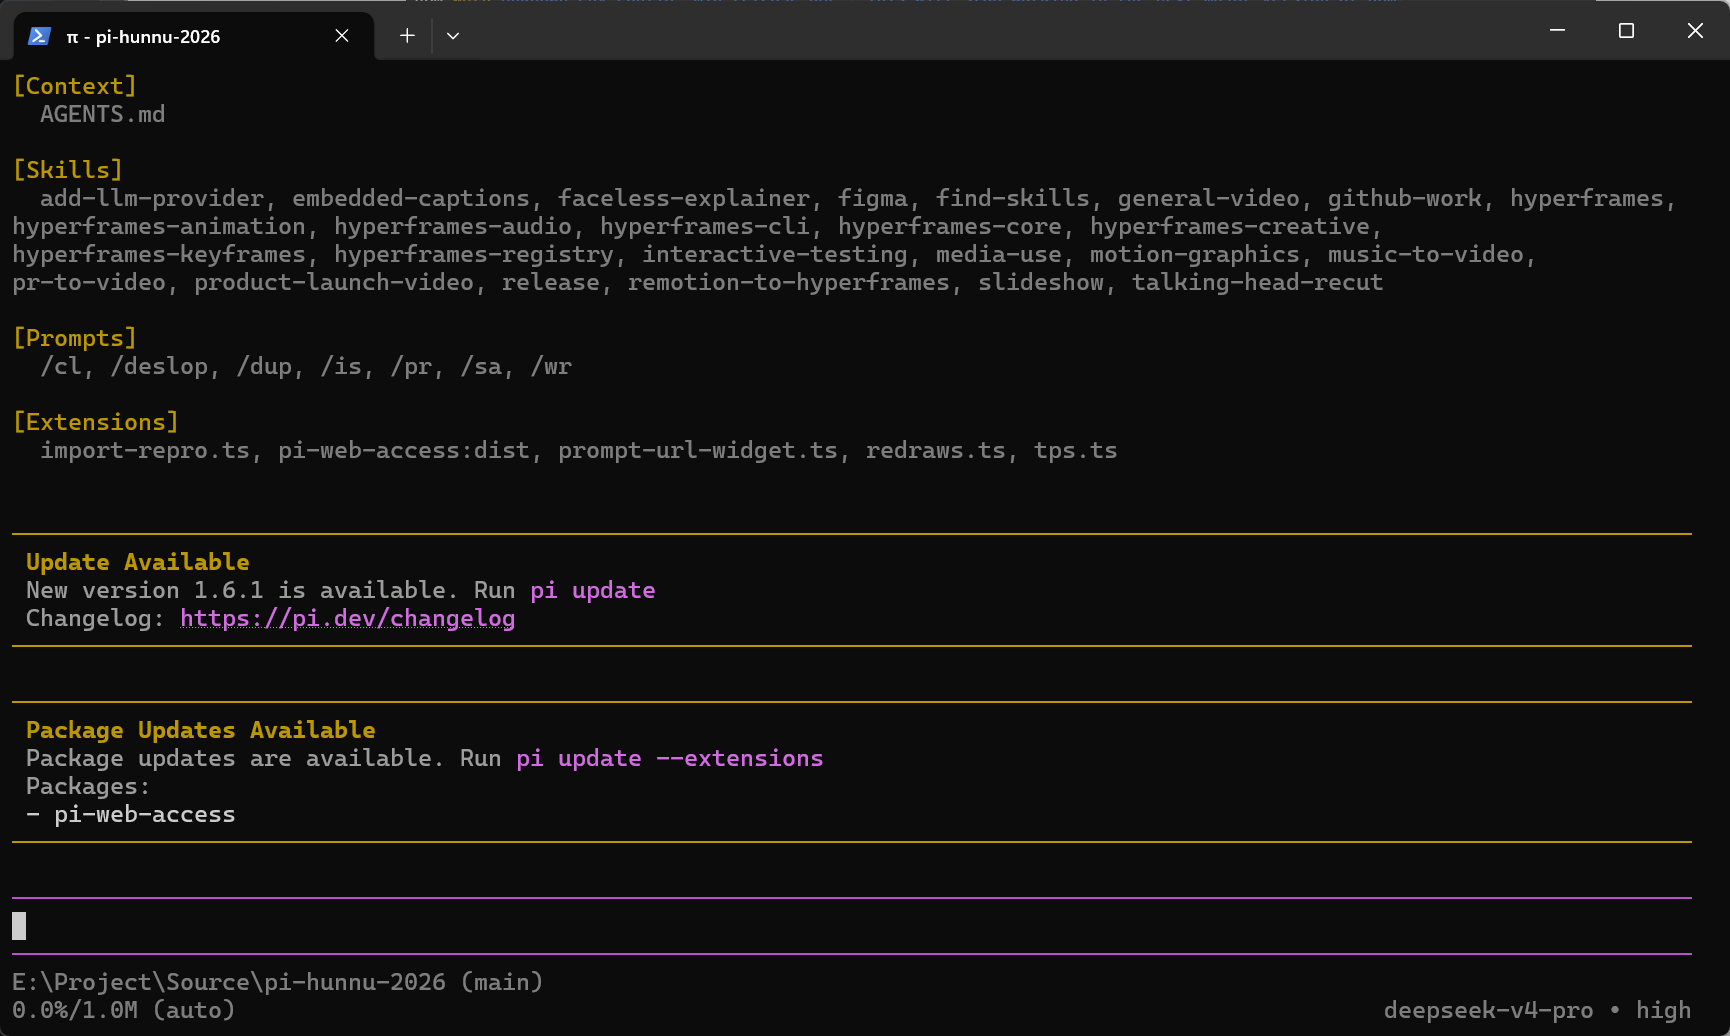 π - pi-hunnu-2026
[Context]
AGENTS.md
[Skills]
add-llm-provider, embedded-captions, faceless-explainer, figma, find-skills, general-video, github-work, hyperframes,
hyperframes-animation, hyperframes-audio, hyperframes-cli, hyperframes-core, hyperframes-creative,
hyperframes-keyframes, hyperframes-registry, interactive-testing, media-use, motion-graphics, music-to-video,
pr-to-video, product-launch-video, release, remotion-to-hyperframes, slideshow, talking-head-recut
[Prompts]
/cl, /deslop, /dup, /is, /pr, /sa, /wr
[Extensions]
import-repro.ts, pi-web-access:dist, prompt-url-widget.ts, redraws.ts, tps.ts
Update Available
New version 1.6.1 is available. Run pi update
Changelog: https://pi.dev/changelog
Package Updates Available
Package updates are available. Run pi update --extensions
Packages:
- pi-web-access
E:\Project\Source\pi-hunnu-2026 (main)
0.0%/1.0M (auto) deepseek-v4-pro • high